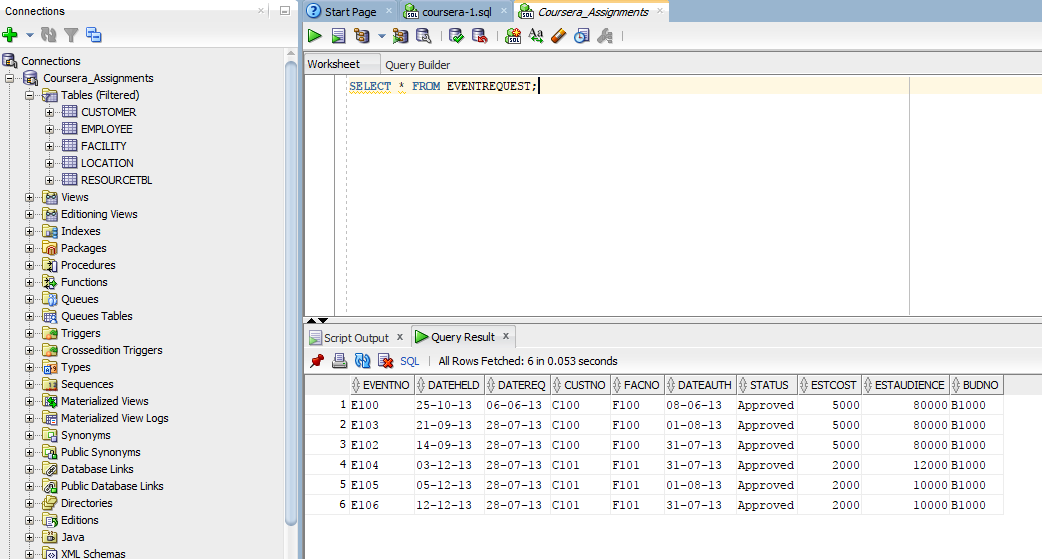 Connections
Connections
Coursera_Assignments
Tables (Filtered)
CUSTOMER
EMPLOYEE
FACILITY
LOCATION
RESOURCETBL
Views
Editioning Views
Indexes
Packages
Procedures
Functions
Queues
Queues Tables
Triggers
Crossedition Triggers
Types
Sequences
Materialized Views
Materialized View Logs
Synonyms
Public Synonyms
Database Links
Public Database Links
Directories
Editions
Java
XML Schemas
Start Page coursera-1.sql Coursera_Assignments
Worksheet Query Builder
SELECT * FROM EVENTREQUEST;
Script Output Query Result
SQL All Rows Fetched: 6 in 0.053 seconds
EVENTNO DATEHELD DATEREQ CUSTNO FACNO DATEAUTH STATUS ESTCOST ESTAUDIENCE BUDNO
1 E100 25-10-13 06-06-13 C100 F100 08-06-13 Approved 5000 80000 B1000
2 E103 21-09-13 28-07-13 C100 F100 01-08-13 Approved 5000 80000 B1000
3 E102 14-09-13 28-07-13 C100 F100 31-07-13 Approved 5000 80000 B1000
4 E104 03-12-13 28-07-13 C101 F101 31-07-13 Approved 2000 12000 B1000
5 E105 05-12-13 28-07-13 C101 F101 01-08-13 Approved 2000 10000 B1000
6 E106 12-12-13 28-07-13 C101 F101 31-07-13 Approved 2000 10000 B1000